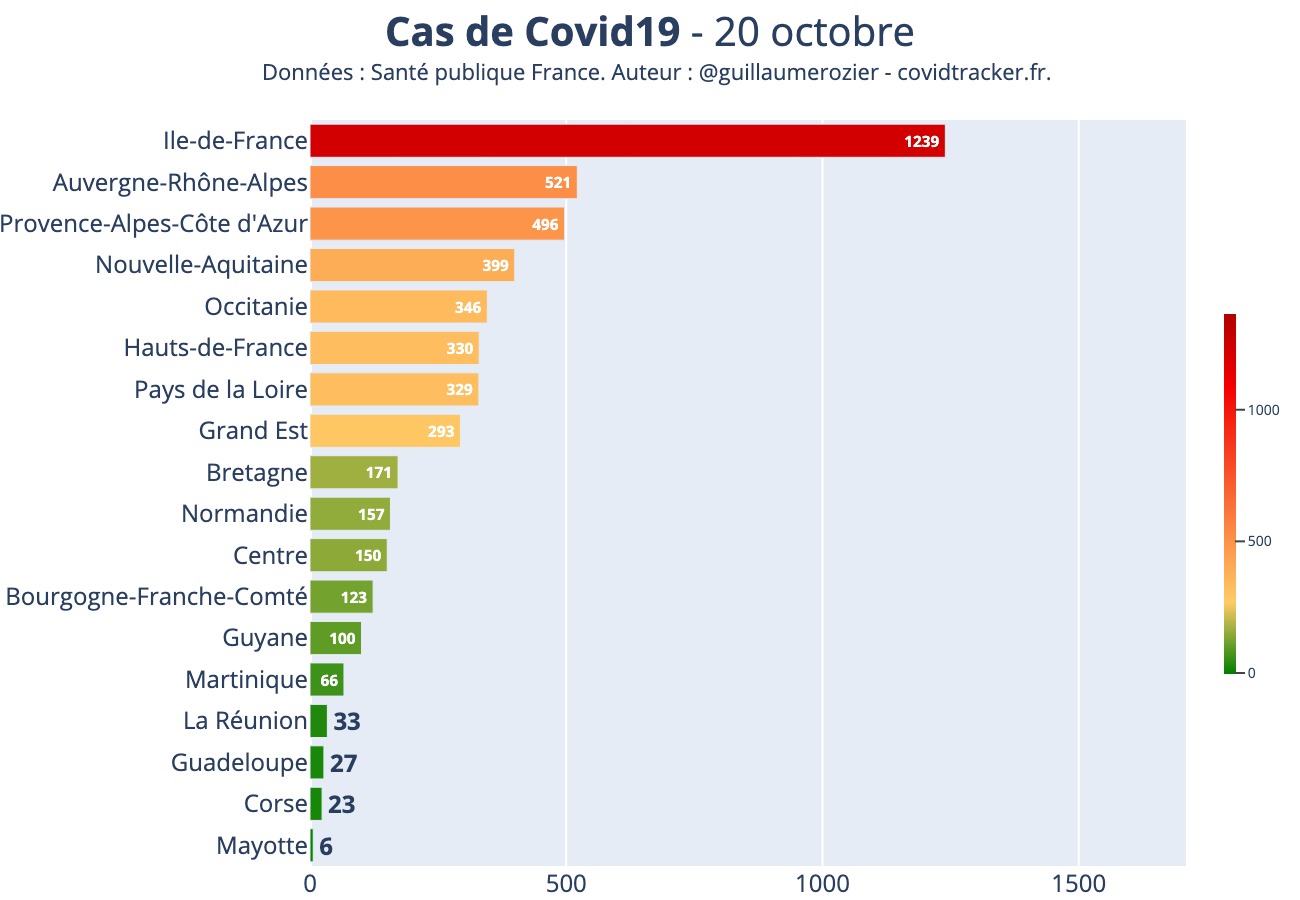 Cas de Covid19 - 20 octobre
Données : Santé publique France. Auteur : @guillaumerozier - covidtracker.fr.
Ile-de-France 1239
Auvergne-Rhône-Alpes 521
Provence-Alpes-Côte d'Azur 496
Nouvelle-Aquitaine 399
Occitanie 346
Hauts-de-France 330
Pays de la Loire 329
Grand Est 293
Bretagne 171
Normandie 157
Centre 150
Bourgogne-Franche-Comté 123
Guyane 100
Martinique 66
La Réunion 33
Guadeloupe 27
Corse 23
Mayotte 6
0 500 1000 1500
1000
500
0